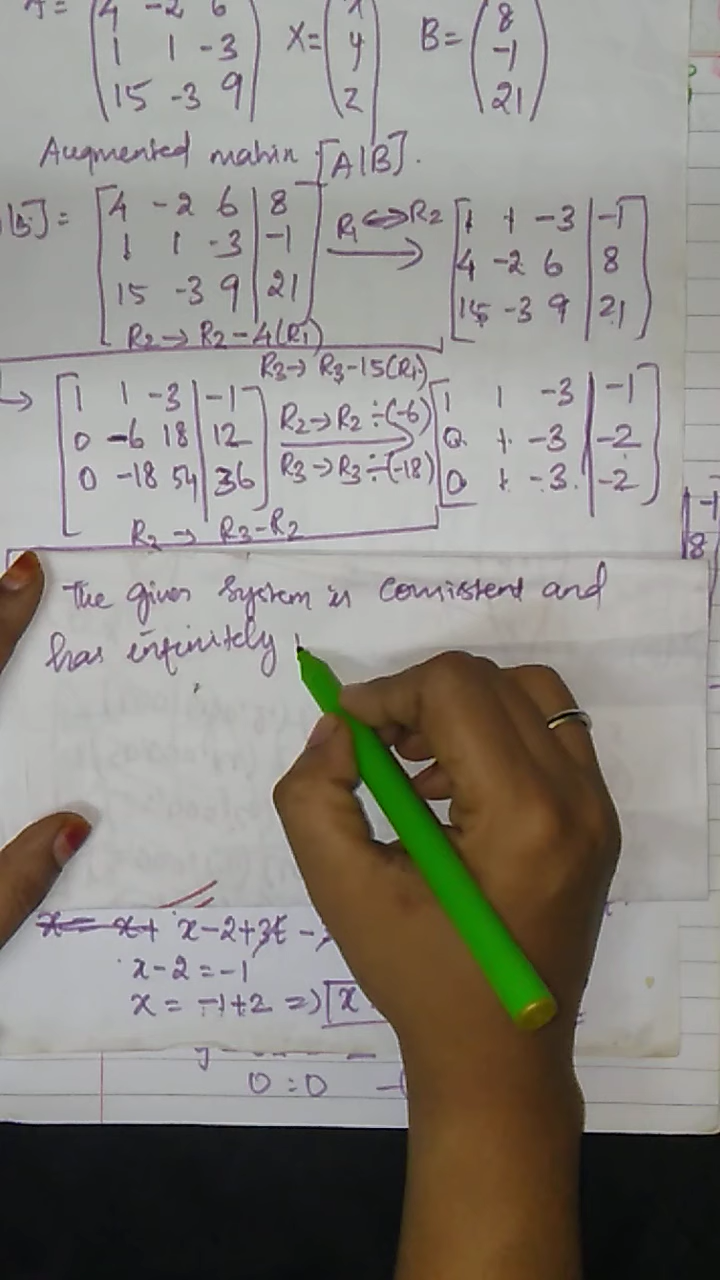 A = (4 -2 6 X = (x B = (8
1 1 -3 y -1
15 -3 9) z) 21)
Augmented matrix [A|B].
|B] = [4 -2 6 | 8 R1 ⇔ R2 [1 1 -3 | -1
1 1 -3 | -1 → 4 -2 6 | 8
15 -3 9 | 21] 15 -3 9 | 21]
R2 → R2 - 4(R1)
R3 → R3 - 15(R1)
→ [1 1 -3 | -1 R2 → R2 ÷ (-6) [1 1 -3 | -1
0 -6 18 | 12 → 0 1 -3 | -2
0 -18 54 | 36] R3 → R3 ÷ (-18) 0 1 -3 | -2]
R3 → R3 - R2
The given system is consistent and
has infinitely
x = x+ x-2+3t -
x-2 = -1
x = -1+2 => x
0 = 0
-1
8